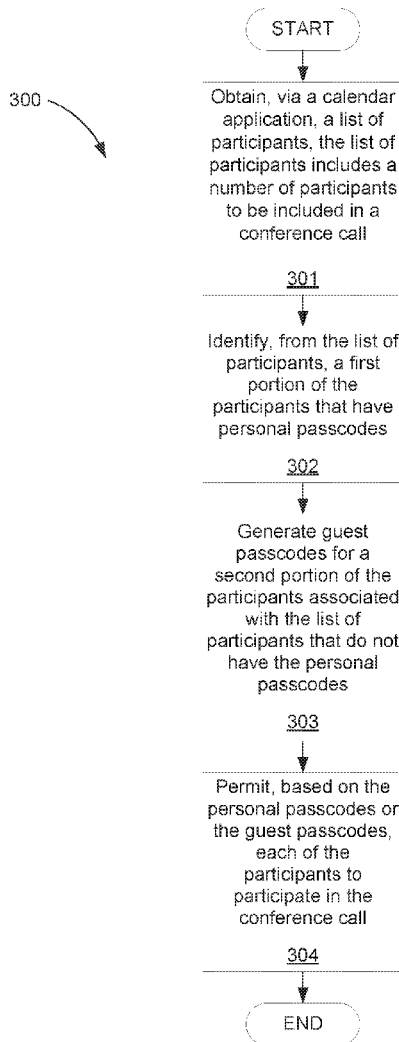 START
300
Obtain, via a calendar
application, a list of
participants, the list of
participants includes a
number of participants
to be included in a
conference call
301
Identify, from the list of
participants, a first
portion of the
participants that have
personal passcodes
302
Generate guest
passcodes for a
second portion of the
participants associated
with the list of
participants that do not
have the personal
passcodes
303
Permit, based on the
personal passcodes or
the guest passcodes,
each of the
participants to
participate in the
conference call
304
END